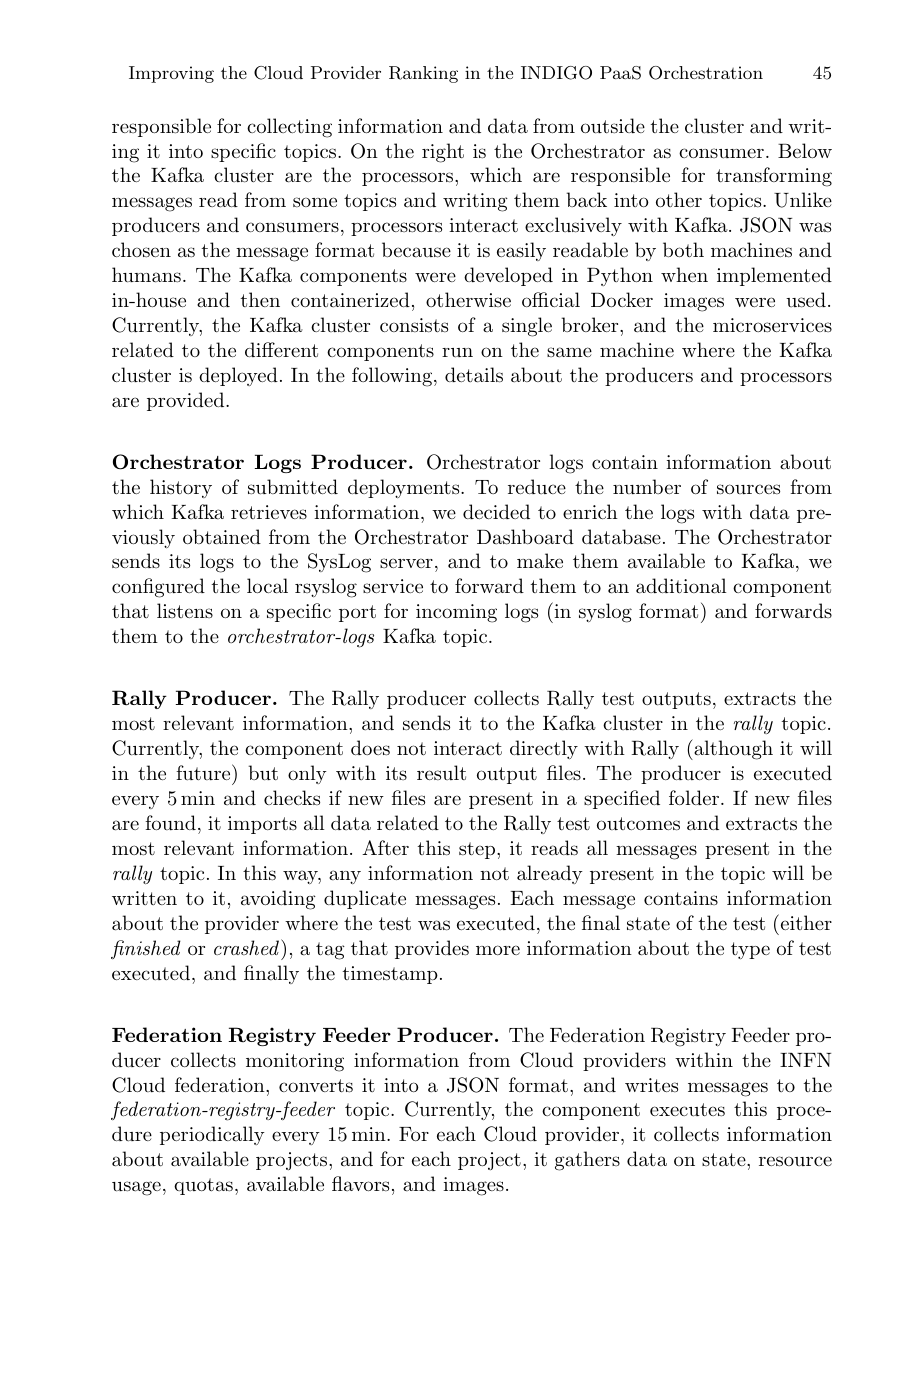 Improving the Cloud Provider Ranking in the INDIGO PaaS Orchestration 45
responsible for collecting information and data from outside the cluster and writ-
ing it into specific topics. On the right is the Orchestrator as consumer. Below
the Kafka cluster are the processors, which are responsible for transforming
messages read from some topics and writing them back into other topics. Unlike
producers and consumers, processors interact exclusively with Kafka. JSON was
chosen as the message format because it is easily readable by both machines and
humans. The Kafka components were developed in Python when implemented
in-house and then containerized, otherwise official Docker images were used.
Currently, the Kafka cluster consists of a single broker, and the microservices
related to the different components run on the same machine where the Kafka
cluster is deployed. In the following, details about the producers and processors
are provided.
Orchestrator Logs Producer. Orchestrator logs contain information about
the history of submitted deployments. To reduce the number of sources from
which Kafka retrieves information, we decided to enrich the logs with data pre-
viously obtained from the Orchestrator Dashboard database. The Orchestrator
sends its logs to the SysLog server, and to make them available to Kafka, we
configured the local rsyslog service to forward them to an additional component
that listens on a specific port for incoming logs (in syslog format) and forwards
them to the orchestrator-logs Kafka topic.
Rally Producer. The Rally producer collects Rally test outputs, extracts the
most relevant information, and sends it to the Kafka cluster in the rally topic.
Currently, the component does not interact directly with Rally (although it will
in the future) but only with its result output files. The producer is executed
every 5 min and checks if new files are present in a specified folder. If new files
are found, it imports all data related to the Rally test outcomes and extracts the
most relevant information. After this step, it reads all messages present in the
rally topic. In this way, any information not already present in the topic will be
written to it, avoiding duplicate messages. Each message contains information
about the provider where the test was executed, the final state of the test (either
finished or crashed), a tag that provides more information about the type of test
executed, and finally the timestamp.
Federation Registry Feeder Producer. The Federation Registry Feeder pro-
ducer collects monitoring information from Cloud providers within the INFN
Cloud federation, converts it into a JSON format, and writes messages to the
federation-registry-feeder topic. Currently, the component executes this proce-
dure periodically every 15 min. For each Cloud provider, it collects information
about available projects, and for each project, it gathers data on state, resource
usage, quotas, available flavors, and images.